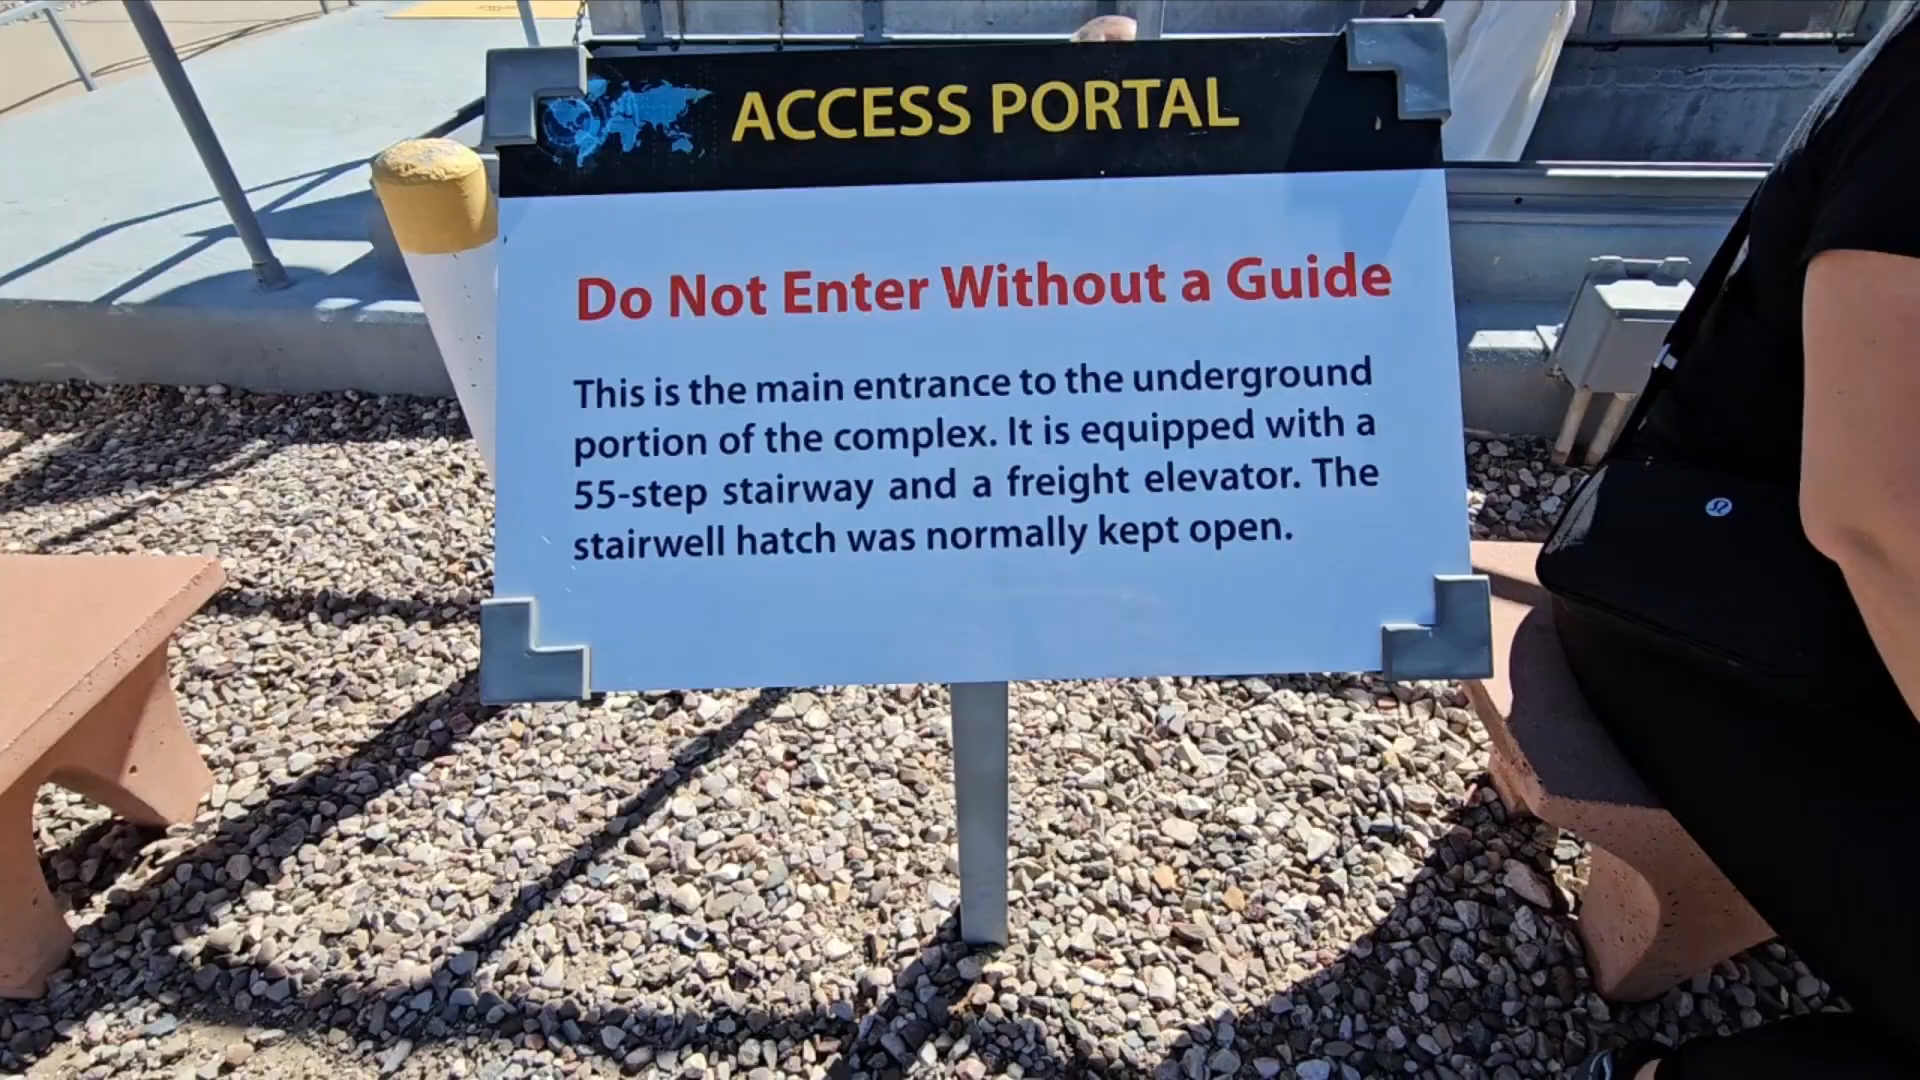 ACCESS PORTAL
Do Not Enter Without a Guide
This is the main entrance to the underground
portion of the complex. It is equipped with a
55-step stairway and a freight elevator. The
stairwell hatch was normally kept open.